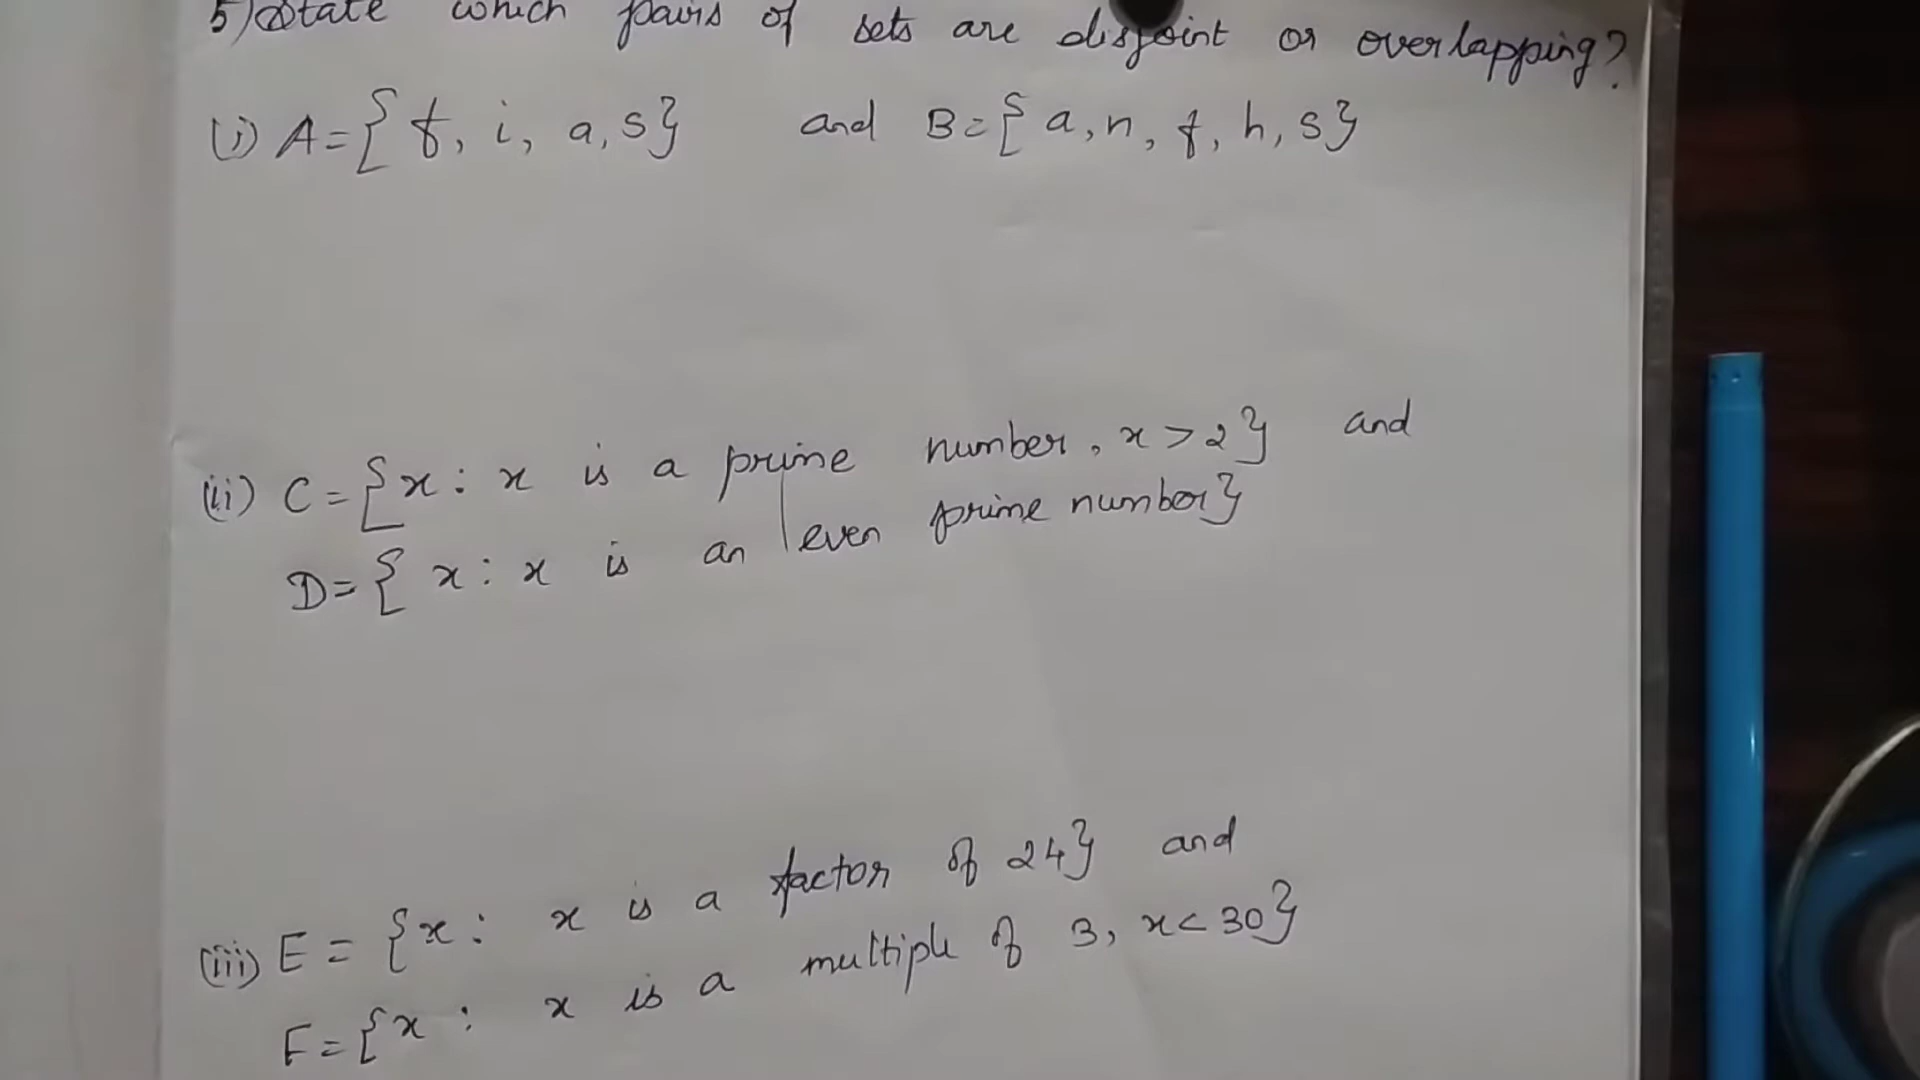 5) State which pairs of sets are disjoint or overlapping?
(i) A={ f, i, a, s} and B={ a, n, f, h, s}
(ii) C={x: x is a prime number, x>2} and
D={ x: x is an even prime number}
(iii) E = {x: x is a factor of 24} and
F={x: x is a multiple of 3, x<30}